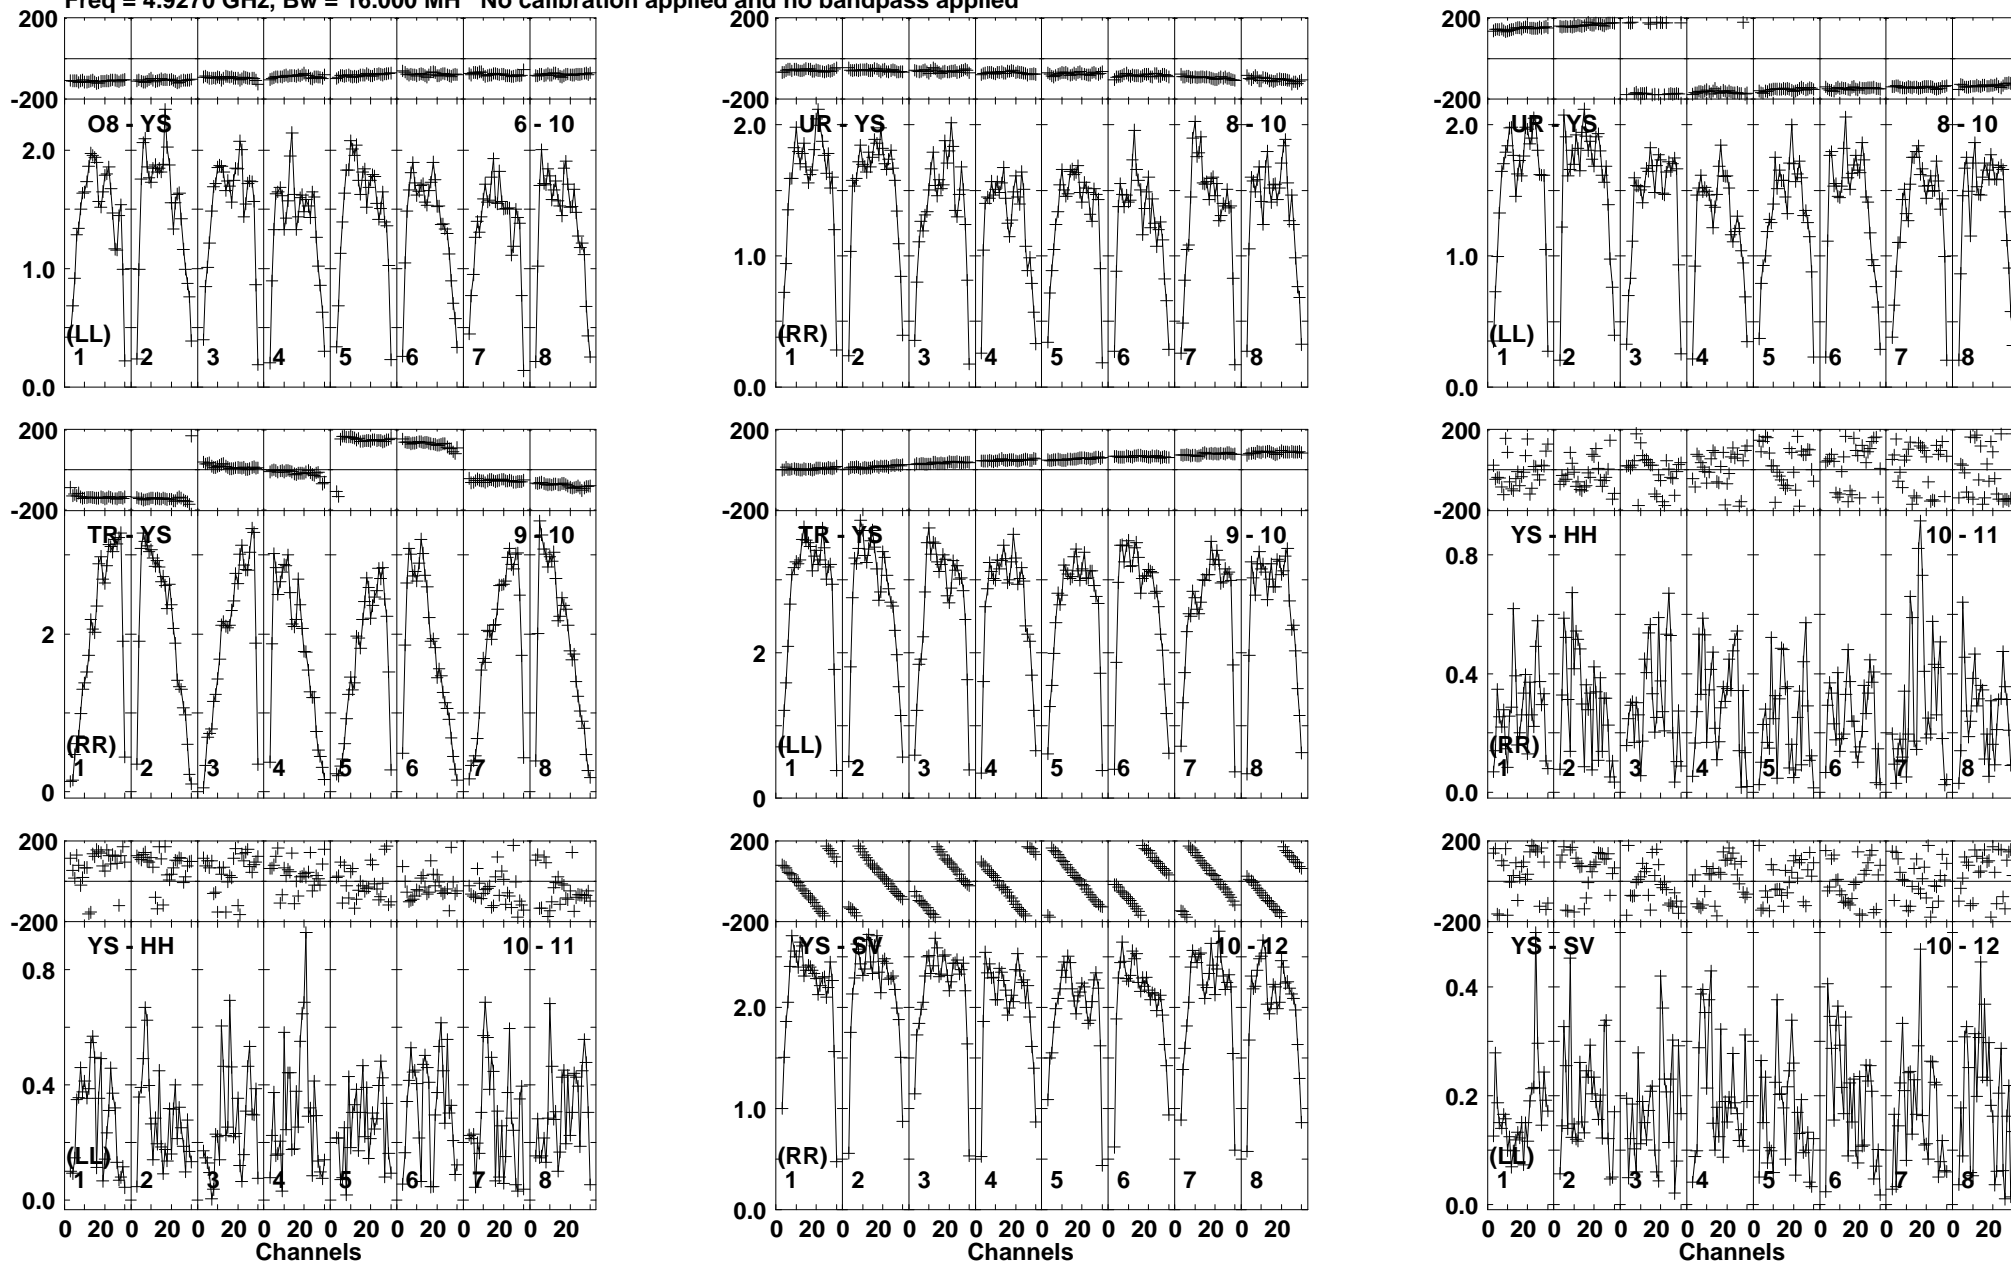 Freq = 4.9270 GHz, Bw = 16.000 MH No calibration applied and no bandpass applied
200 200 200
-200 -200 -200
O8 - YS 6 - 10 UR - YS 8 - 10 UR - YS 8 - 10
2.0 2.0 2.0
1.0 1.0 1.0
(LL) (RR) (LL)
1 2 3 4 5 6 7 8 1 2 3 4 5 6 7 8 1 2 3 4 5 6 7 8
0.0 0.0 0.0
200 200 200
-200 -200 -200
TR - YS 9 - 10 TR - YS 9 - 10 YS - HH 10 - 11
0.8
2 2 0.4
(RR) (LL) (RR)
1 2 3 4 5 6 7 8 1 2 3 4 5 6 7 8 1 2 3 4 5 6 7 8
0 0 0.0
200 200 200
-200 -200 -200
YS - HH 10 - 11 YS - SV 10 - 12 YS - SV 10 - 12
0.8 2.0 0.4
0.4 1.0 0.2
(LL) (RR) (LL)
1 2 3 4 5 6 7 8 1 2 3 4 5 6 7 8 1 2 3 4 5 6 7 8
0.0 0.0 0.0
0 20 0 20 0 20 0 20 0 20 0 20 0 20 0 20 0 20 0 20 0 20 0 20 0 20 0 20 0 20 0 20 0 20 0 20 0 20 0 20 0 20 0 20 0 20 0 20
Channels Channels Channels